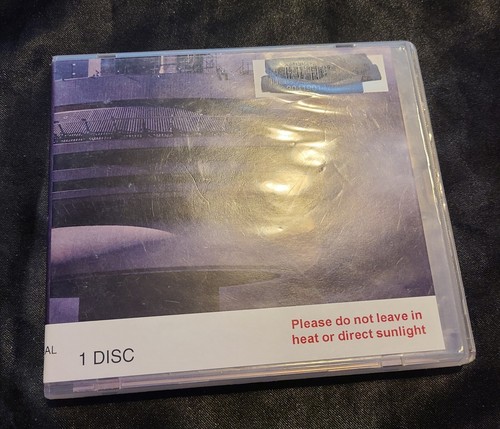 AL
1 DISC
Please do not leave in
heat or direct sunlight